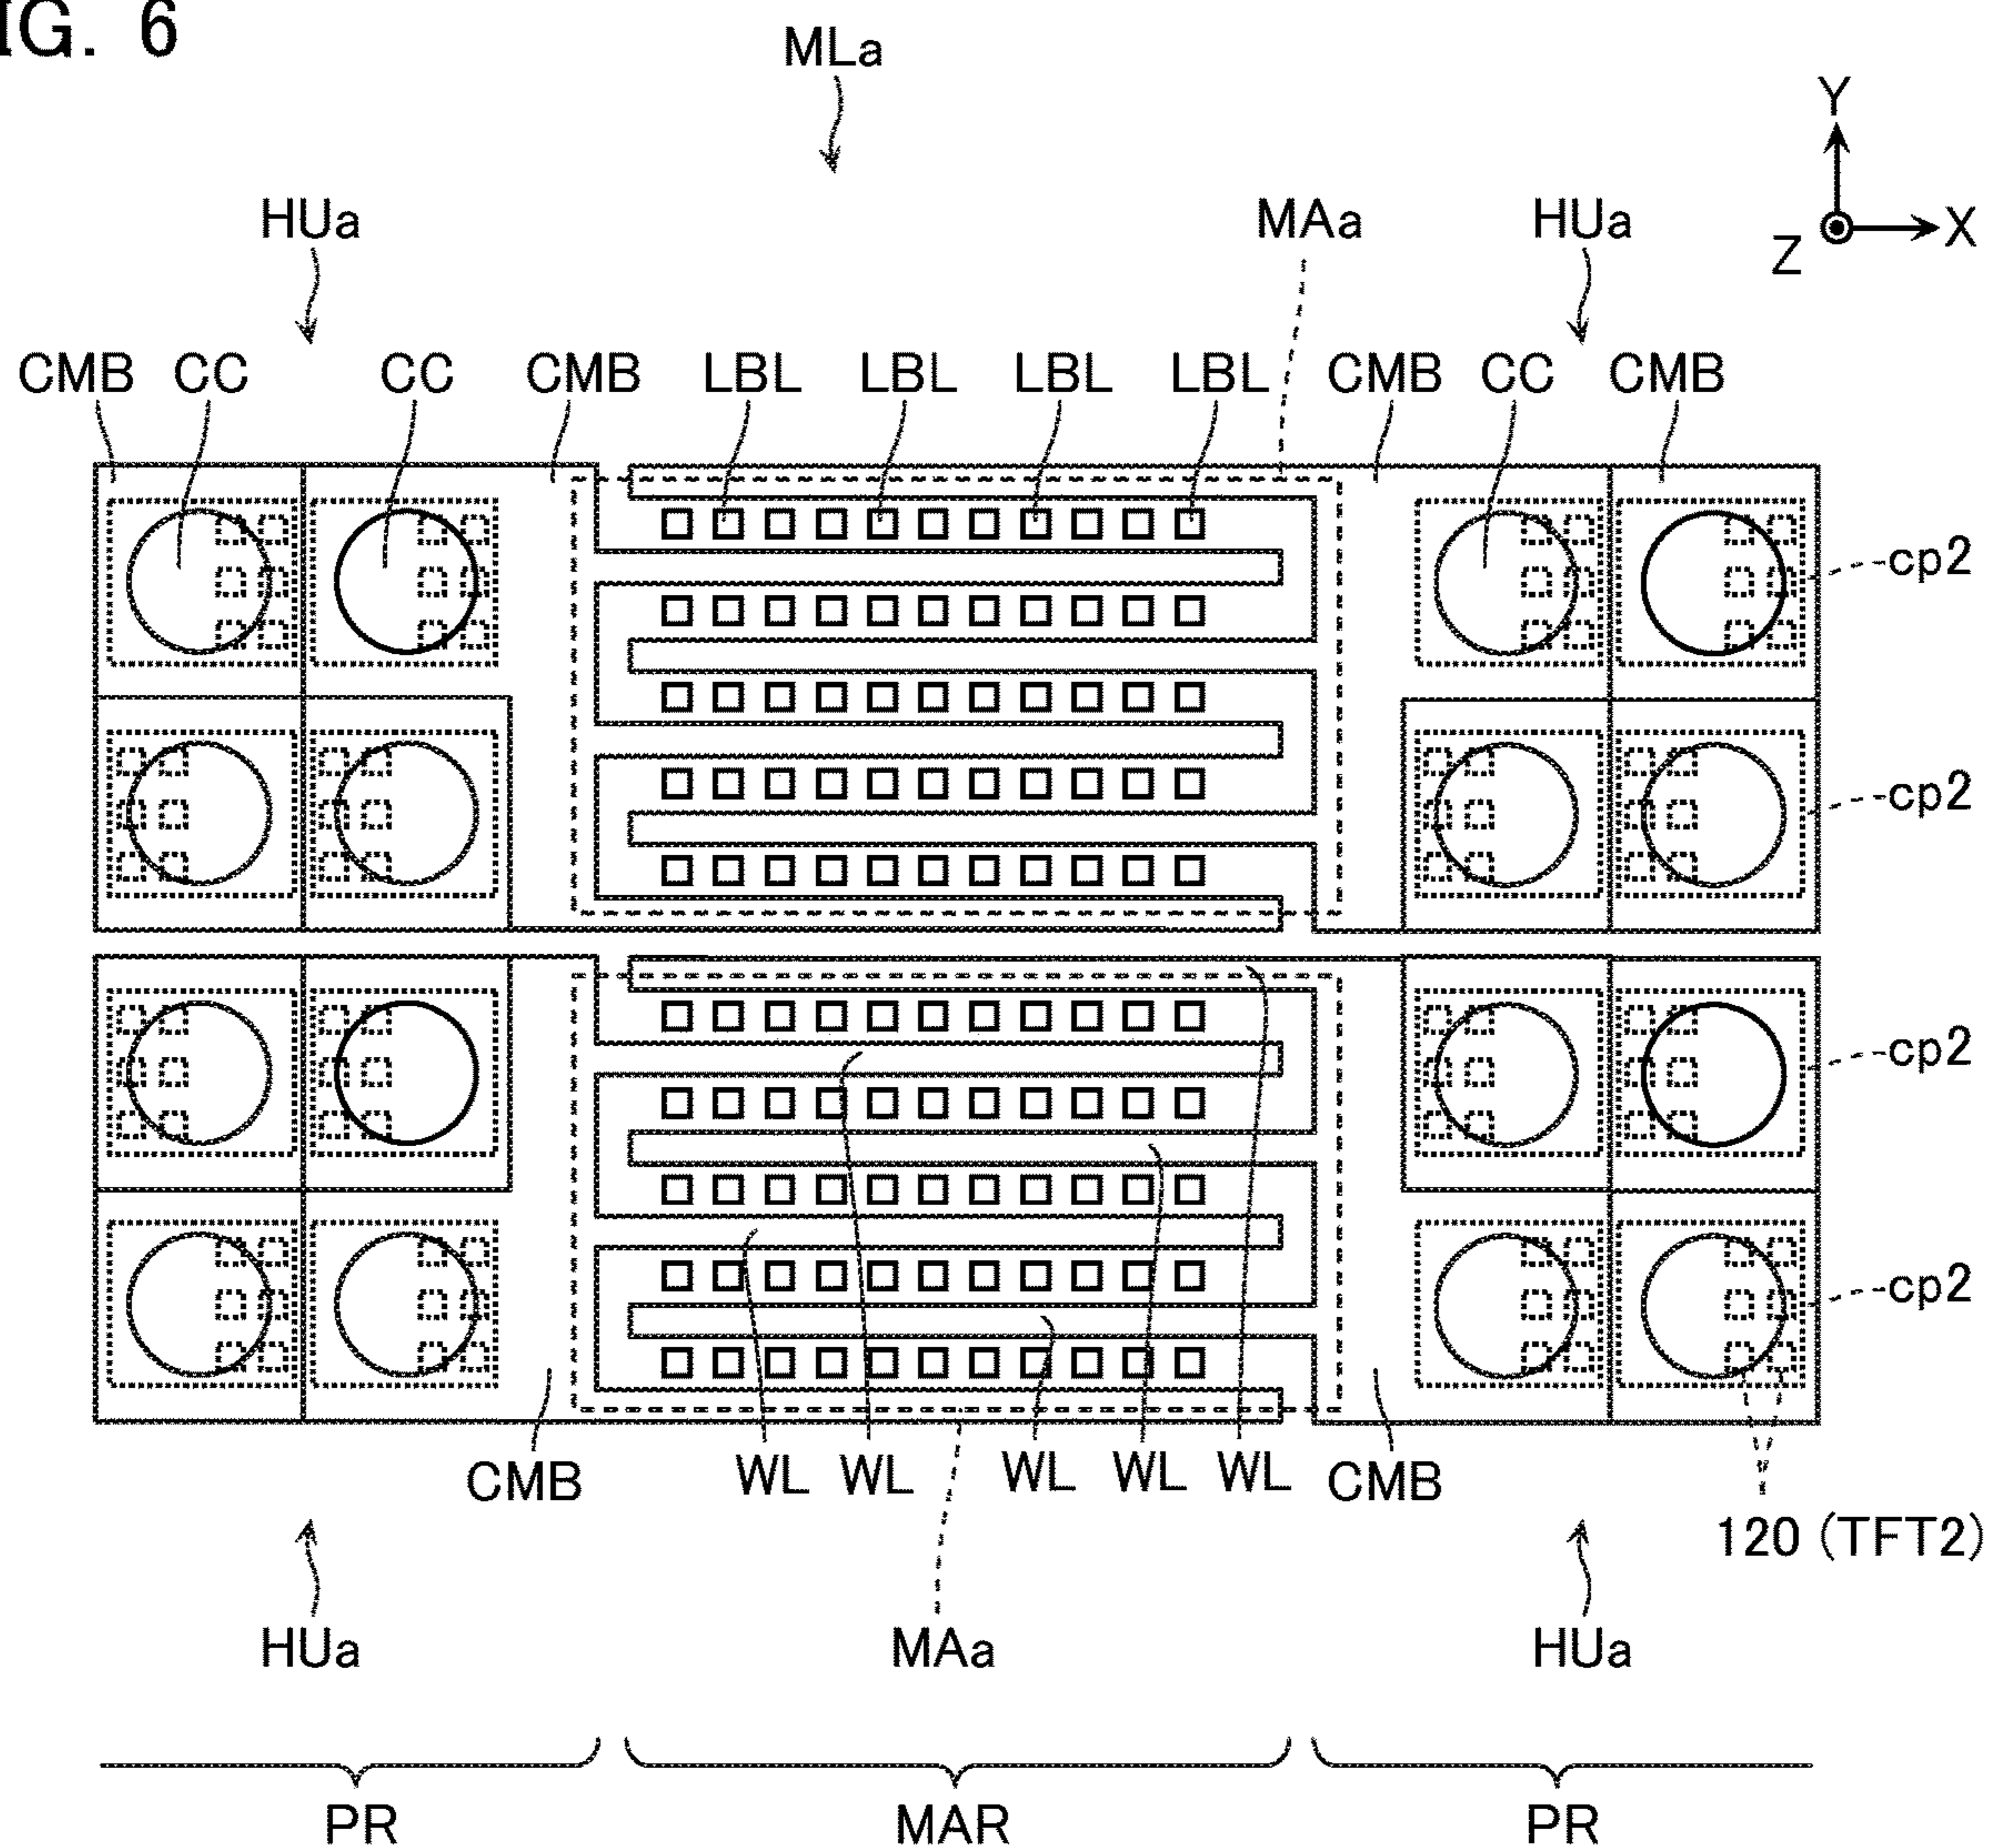 IG. 6
MLa
Y
HUa
MAa
HUa
X
Z
CMB CC CC CMB LBL LBL LBL LBL CMB CC CMB
cp2
cp2
cp2
cp2
CMB WL WL WL WL WL CMB
120 (TFT2)
HUa
MAa
HUa
PR
MAR
PR